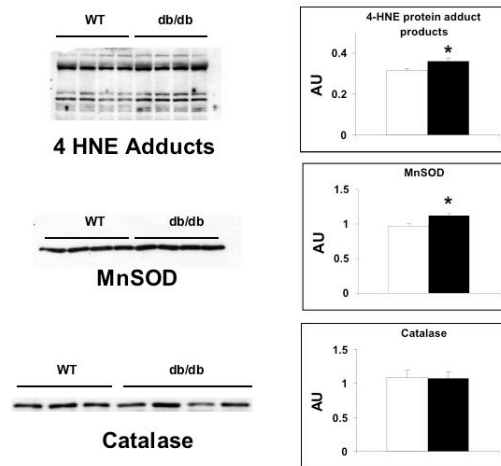 WT db/db
4 HNE Adducts
4-HNE protein adduct
products
*
AU
0.4
0.2
0
WT db/db
MnSOD
MnSOD
*
AU
1.5
1
0.5
0
WT db/db
Catalase
Catalase
AU
1.5
1
0.5
0